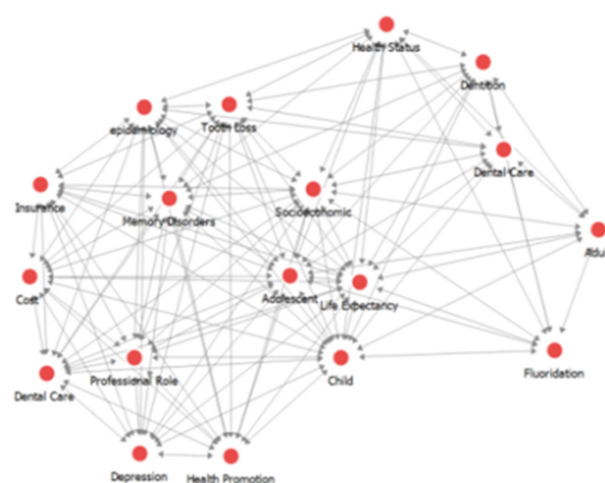 Health Status
Dentition
epidemiology
Tooth Loss
Dental Care
Insurance
Memory Disorders
Socioeconomic
Adul
Cost
Adolescent
Life Expectancy
Dental Care
Professional Role
Child
Fluoridation
Depression
Health Promotion